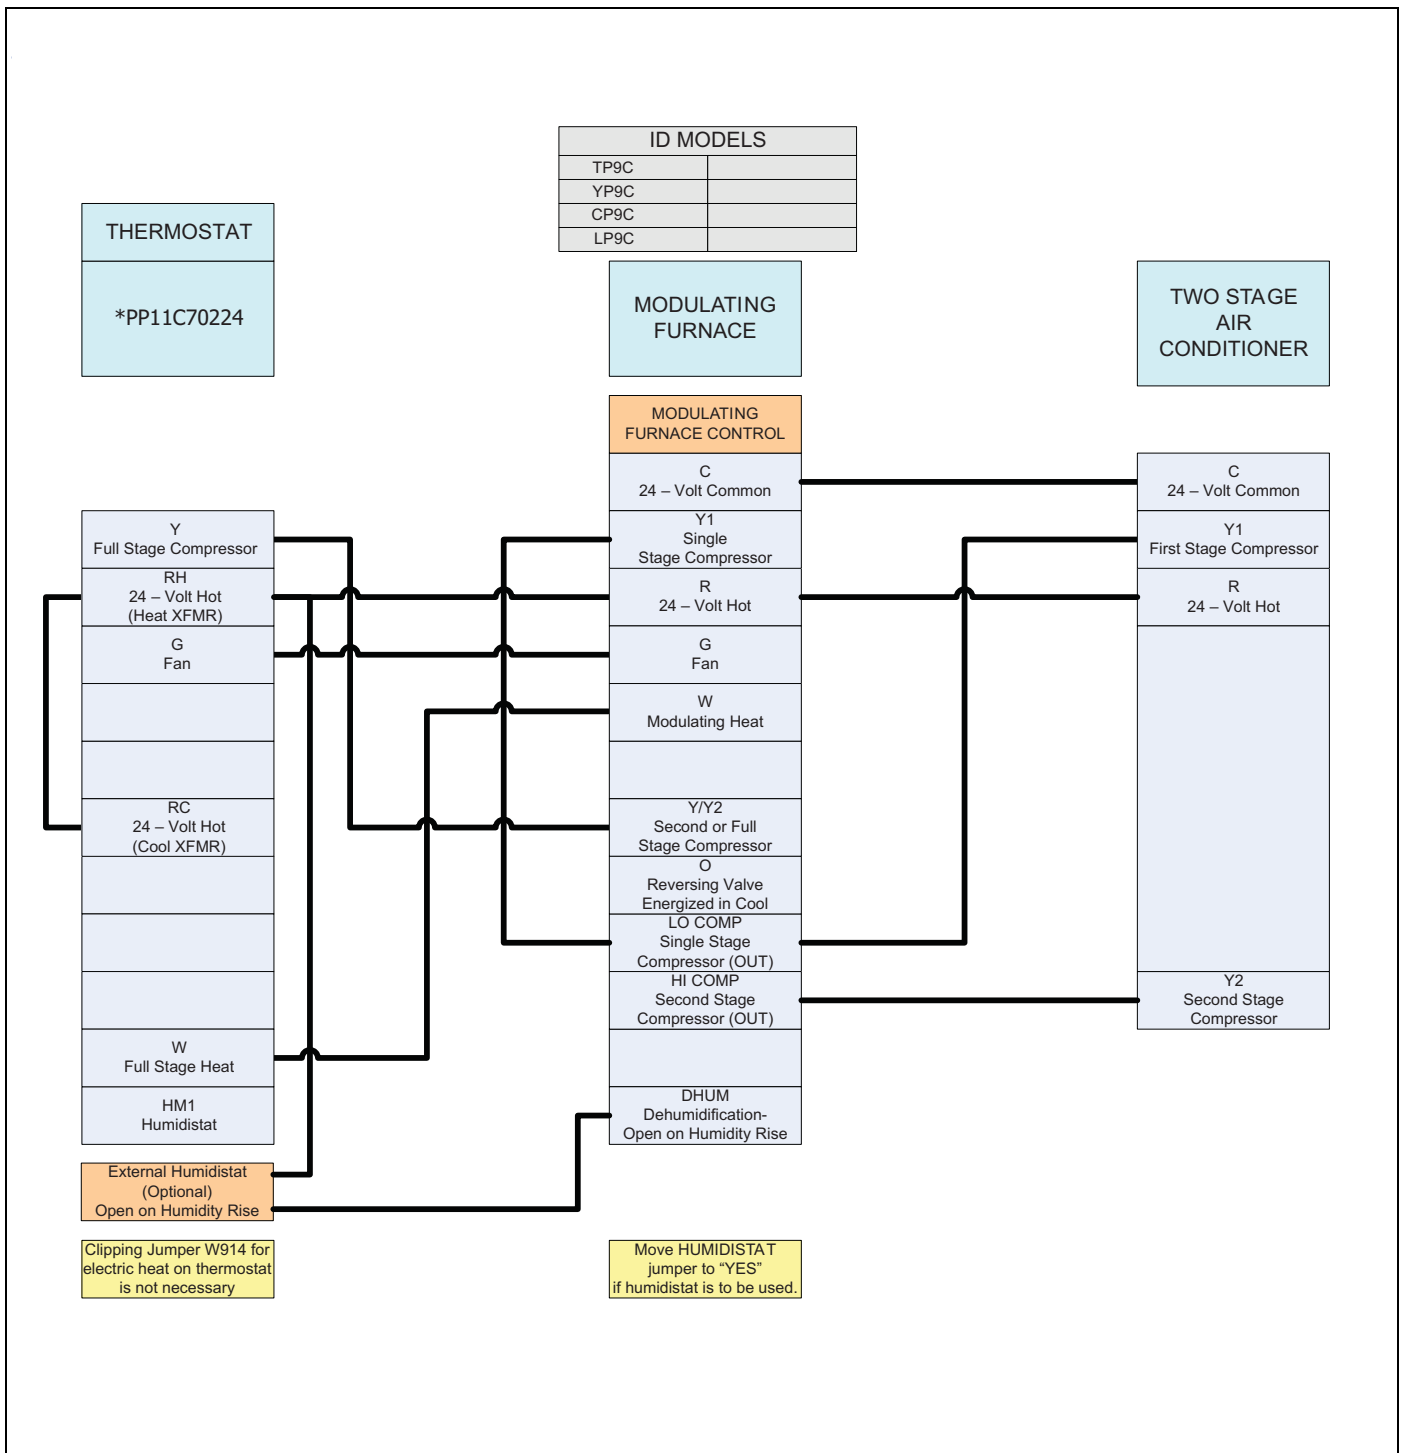 ID MODELS
TP9C
YP9C
CP9C
LP9C
THERMOSTAT
*PP11C70224
MODULATING
FURNACE
TWO STAGE
AIR
CONDITIONER
MODULATING
FURNACE CONTROL
C
24 – Volt Common
Y1
Single
Stage Compressor
R
24 – Volt Hot
G
Fan
W
Modulating Heat
Y/Y2
Second or Full
Stage Compressor
O
Reversing Valve
Energized in Cool
LO COMP
Single Stage
Compressor (OUT)
HI COMP
Second Stage
Compressor (OUT)
DHUM
Dehumidification-
Open on Humidity Rise
C
24 – Volt Common
Y1
First Stage Compressor
R
24 – Volt Hot
Y2
Second Stage
Compressor
Y
Full Stage Compressor
RH
24 – Volt Hot
(Heat XFMR)
G
Fan
RC
24 – Volt Hot
(Cool XFMR)
W
Full Stage Heat
HM1
Humidistat
External Humidistat
(Optional)
Open on Humidity Rise
Clipping Jumper W914 for
electric heat on thermostat
is not necessary
Move HUMIDISTAT
jumper to “YES”
if humidistat is to be used.